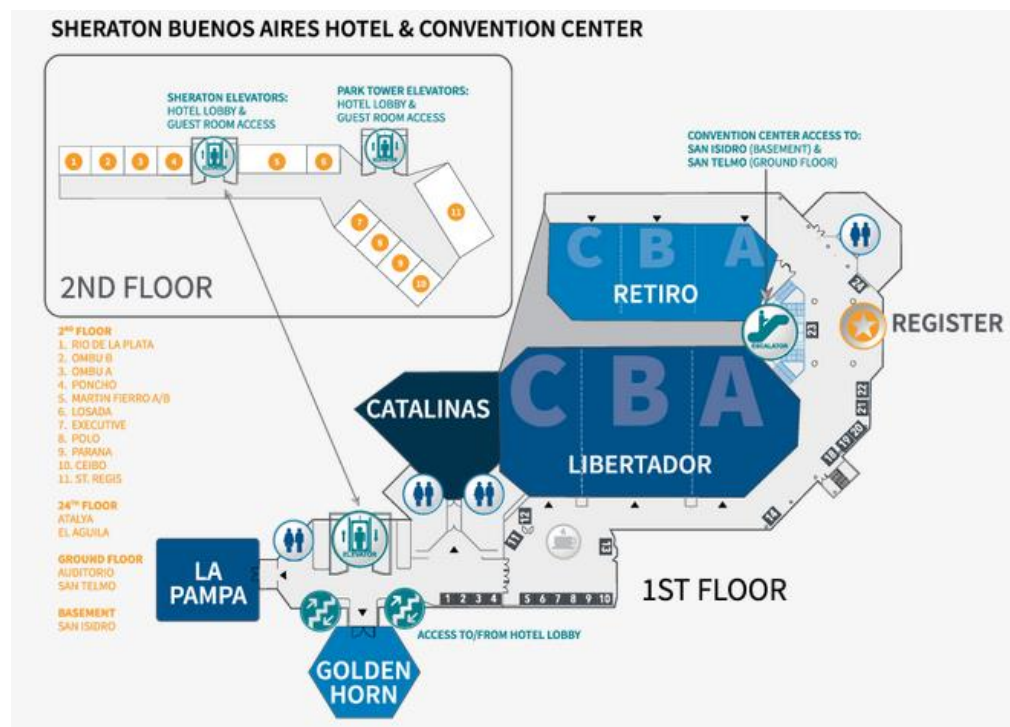 SHERATON BUENOS AIRES HOTEL & CONVENTION CENTER
SHERATON ELEVATORS:
HOTEL LOBBY &
GUEST ROOM ACCESS
PARK TOWER ELEVATORS:
HOTEL LOBBY &
GUEST ROOM ACCESS
ELEVATOR
ELEVATOR
1
2
3
4
5
6
7
8
9
10
11
2ND FLOOR
CONVENTION CENTER ACCESS TO:
SAN ISIDRO (BASEMENT) &
SAN TELMO (GROUND FLOOR)
C B A
RETIRO
ESCALATOR
24
23
REGISTER
22
21
20
19
18
14
C B A
LIBERTADOR
CATALINAS
2ND FLOOR
1. RIO DE LA PLATA
2. OMBU B
3. OMBU A
4. PONCHO
5. MARTIN FIERRO A/B
6. LOSADA
7. EXECUTIVE
8. POLO
9. PARANA
10. CEIBO
11. ST. REGIS
24TH FLOOR
ATALYA
EL AGUILA
GROUND FLOOR
AUDITORIO
SAN TELMO
BASEMENT
SAN ISIDRO
ELEVATOR
LA
PAMPA
11
12
13
1 2 3 4
5 6 7 8 9 10
1ST FLOOR
ACCESS TO/FROM HOTEL LOBBY
GOLDEN
HORN